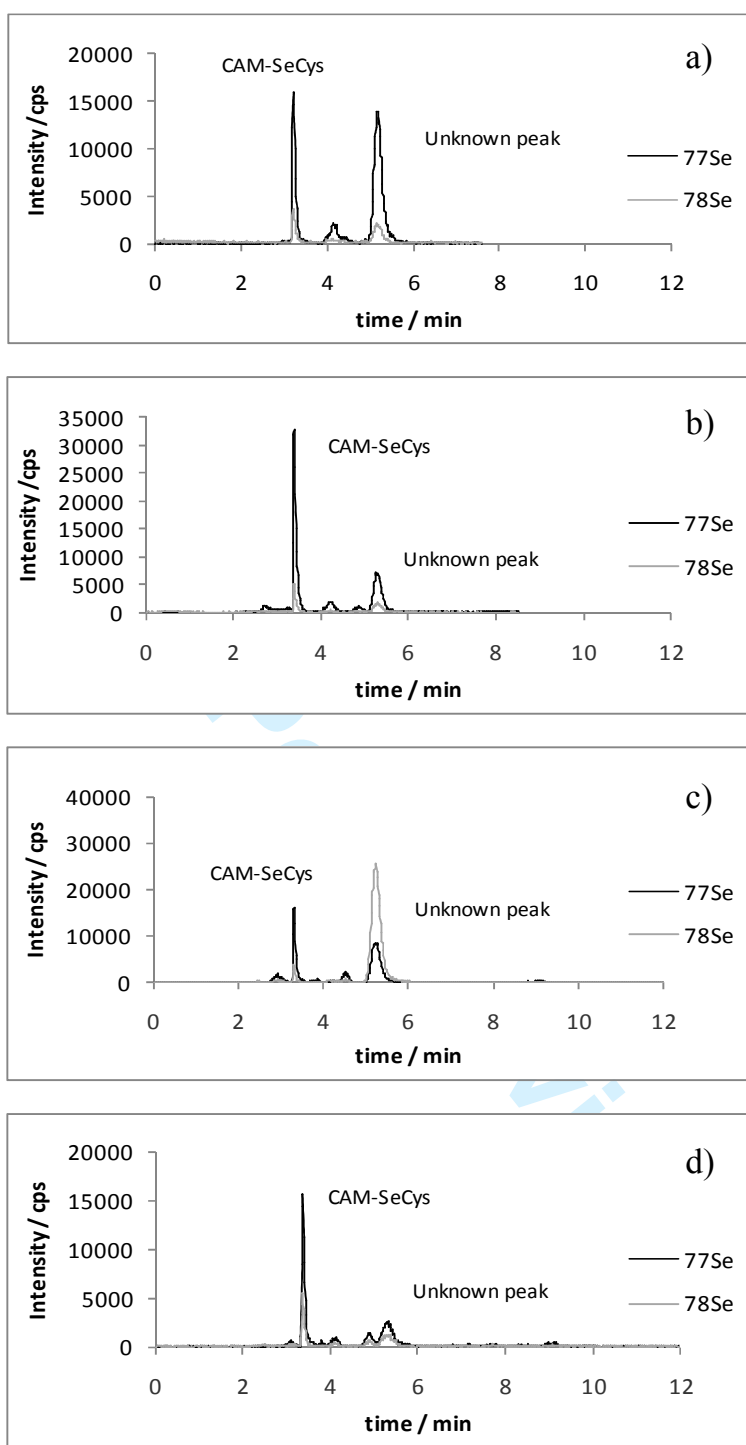 a)
20000
CAM-SeCys
15000
Unknown peak
77Se
10000
78Se
5000
0
Intensity /cps
0 2 4 6 8 10 12
time / min
b)
35000
30000
CAM-SeCys
25000
20000
77Se
15000
Unknown peak
10000
78Se
5000
0
Intensity /cps
0 2 4 6 8 10 12
time / min
c)
40000
30000
CAM-SeCys
77Se
20000
Unknown peak
78Se
10000
0
Intensity / cps
0 2 4 6 8 10 12
time / min
d)
20000
CAM-SeCys
15000
77Se
10000
Unknown peak
78Se
5000
0
Intensity / cps
0 2 4 6 8 10 12
time / min